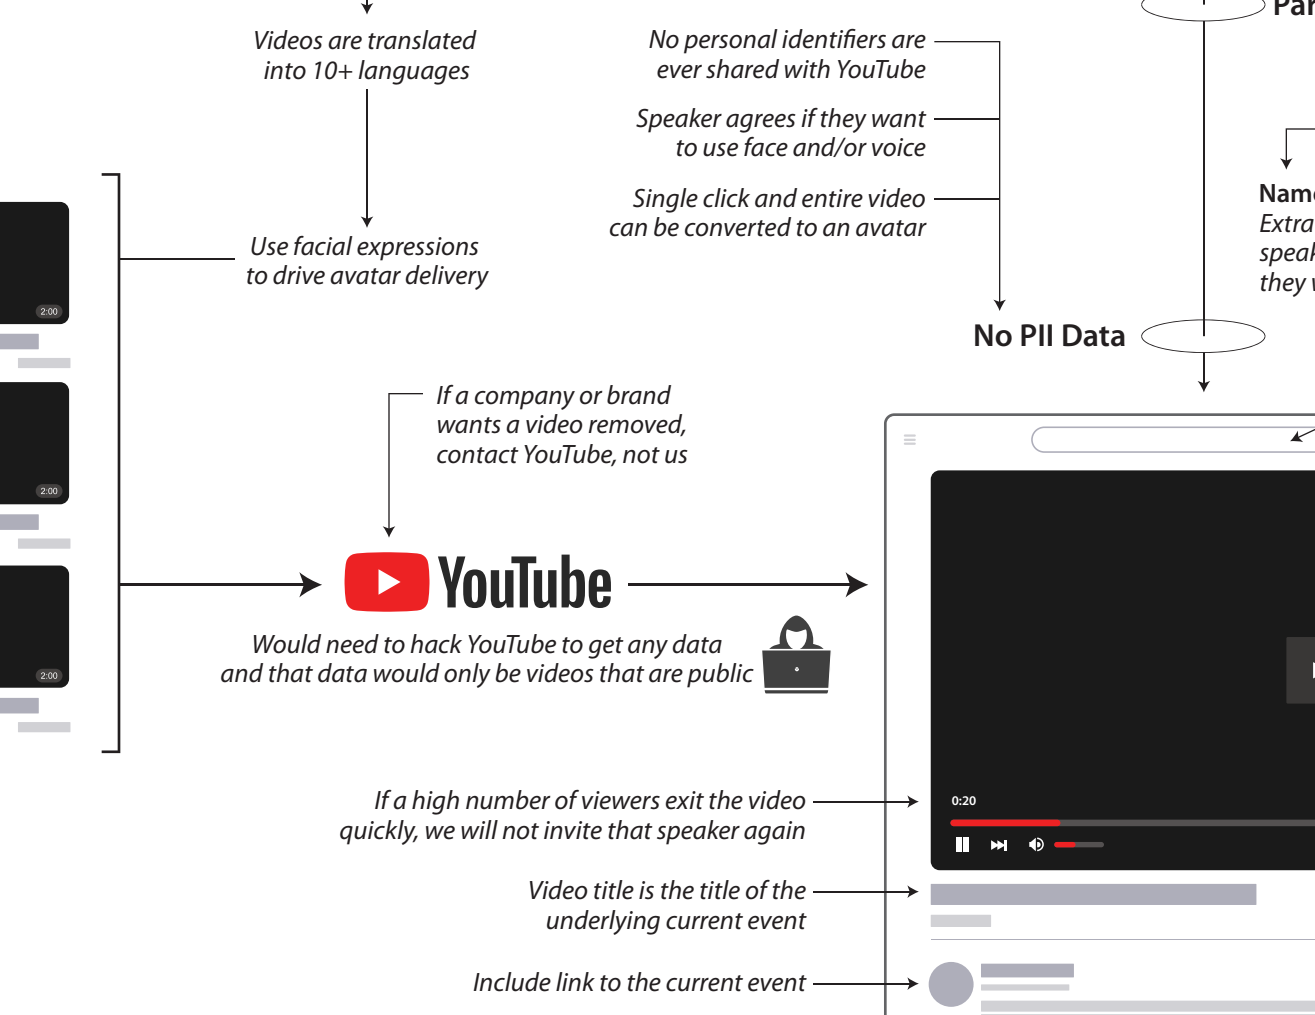 Videos are translated
into 10+ languages
Use facial expressions
to drive avatar delivery
No personal identifiers are
ever shared with YouTube
Speaker agrees if they want
to use face and/or voice
Single click and entire video
can be converted to an avatar
No PII Data
2:00
2:00
2:00
If a company or brand
wants a video removed,
contact YouTube, not us
YouTube
Would need to hack YouTube to get any data
and that data would only be videos that are public
If a high number of viewers exit the video
quickly, we will not invite that speaker again
0:20
Video title is the title of the
underlying current event
Include link to the current event
they